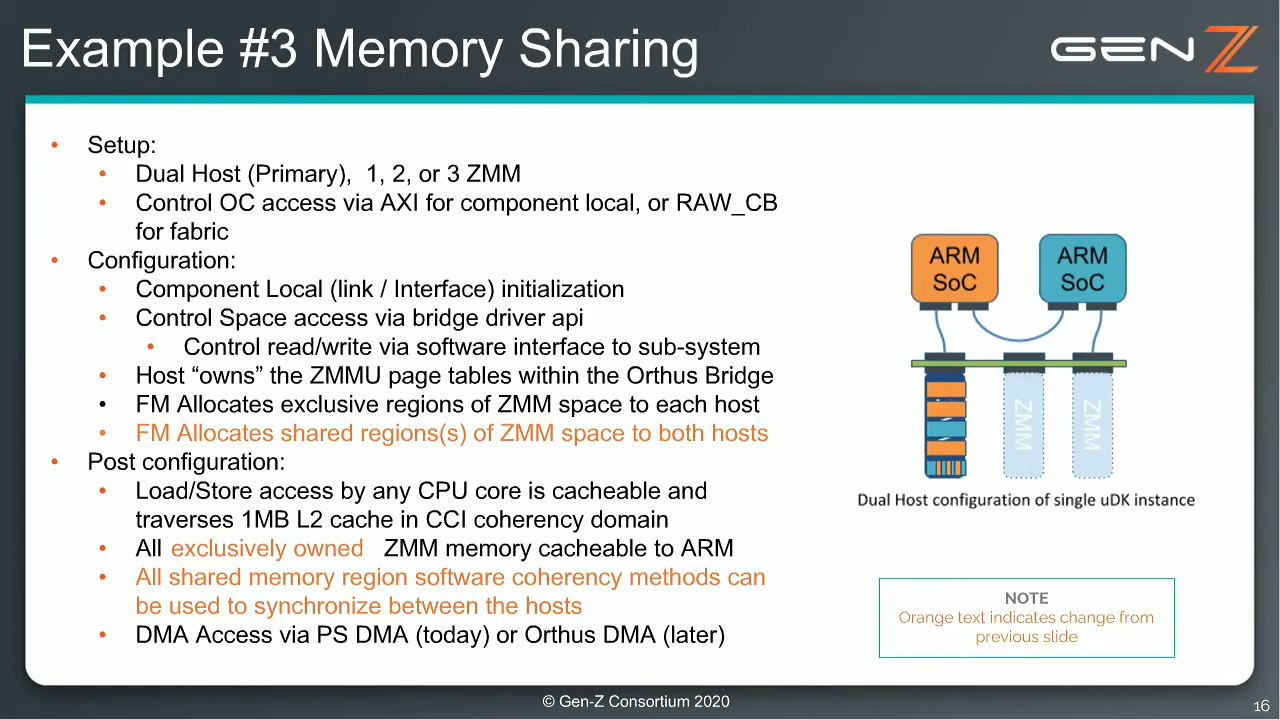 Example #3 Memory Sharing
GEN Z
• Setup:
• Dual Host (Primary), 1, 2, or 3 ZMM
• Control OC access via AXI for component local, or RAW_CB
for fabric
• Configuration:
• Component Local (link / Interface) initialization
• Control Space access via bridge driver api
• Control read/write via software interface to sub-system
• Host “owns” the ZMMU page tables within the Orthus Bridge
• FM Allocates exclusive regions of ZMM space to each host
• FM Allocates shared regions(s) of ZMM space to both hosts
• Post configuration:
• Load/Store access by any CPU core is cacheable and
traverses 1MB L2 cache in CCI coherency domain
• All exclusively owned ZMM memory cacheable to ARM
• All shared memory region software coherency methods can
be used to synchronize between the hosts
• DMA Access via PS DMA (today) or Orthus DMA (later)
ARM
SoC
ARM
SoC
ZMM
ZMM
Dual Host configuration of single uDK instance
NOTE
Orange text indicates change from
previous slide
© Gen-Z Consortium 2020
16